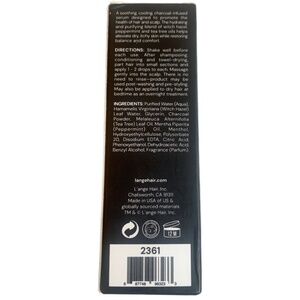 A soothing, cooling charcoal-infused
serum designed to promote the
health of hair and scalp. The hydrating
and purifying blend of witch hazel,
peppermint and tea tree leaf oils helps
alleviate dry, itchy skin while restoring
balance and comfort.
DIRECTIONS: Shake well before
each use. After shampooing,
conditioning and towel-drying,
part hair into small sections and
apply 1 - 2 drops to each. Massage
gently into the scalp. There is no
need to rinse-product may be
used post-shampooing and styling.
May also be applied to dry hair at
bedtime as an overnight treatment.
INGREDIENTS: Purified Water (Aqua),
Hamamelis Virginiana (Witch Hazel)
Leaf Water, Glycerin, Charcoal
Powder, Melaleuca Alternifolia
(Tea Tree) Leaf Oil, Mentha Piperita
(Peppermint) Oil, Menthol,
Hydroxyethylcellulose, Polysorbate
20, Disodium EDTA, Citric Acid,
Phenoxyethanol, Dehydroacetic Acid,
Benzyl Alcohol, Fragrance (Parfum).
langehair.com
L'ange Hair, Inc.
Chatsworth, CA 91311
Made in USA of US &
globally sourced materials
TM & © L'ange Hair, Inc.
12 M
2361